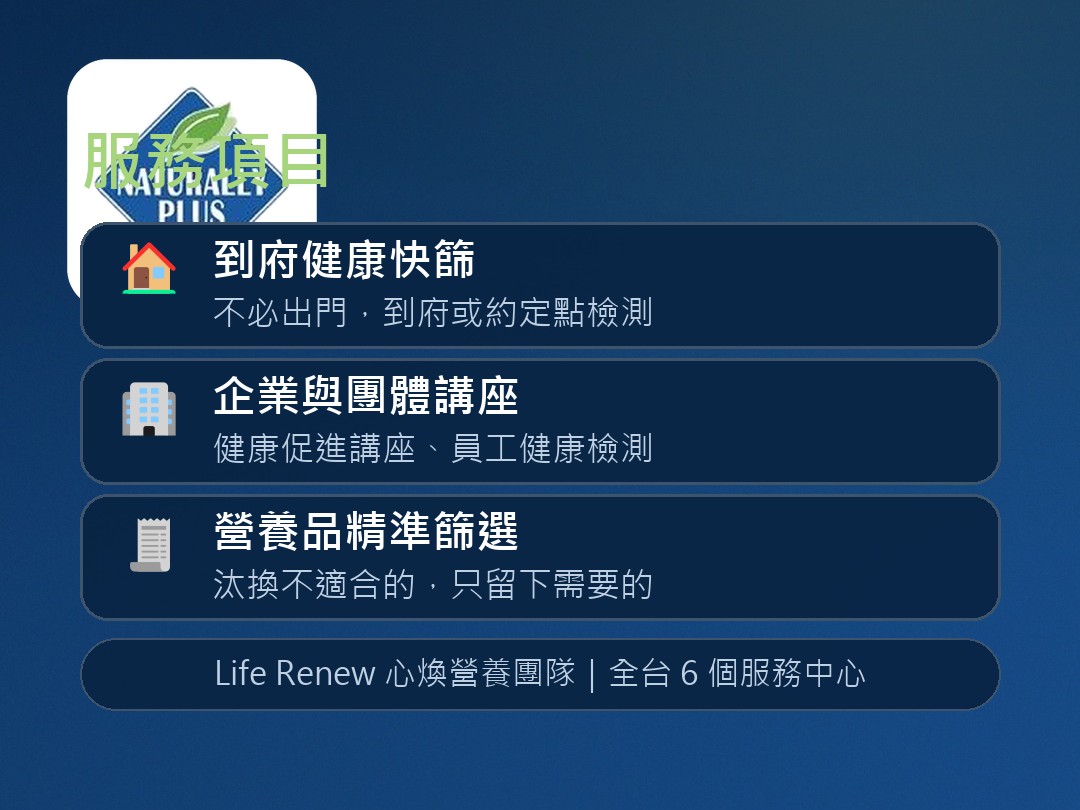 服務項目
NATURALLY
PLUS
到府健康快篩
不必出門，到府或約定點檢測
企業與團體講座
健康促進講座、員工健康檢測
營養品精準篩選
汰換不適合的，只留下需要的
Life Renew 心煥營養團隊｜全台 6 個服務中心